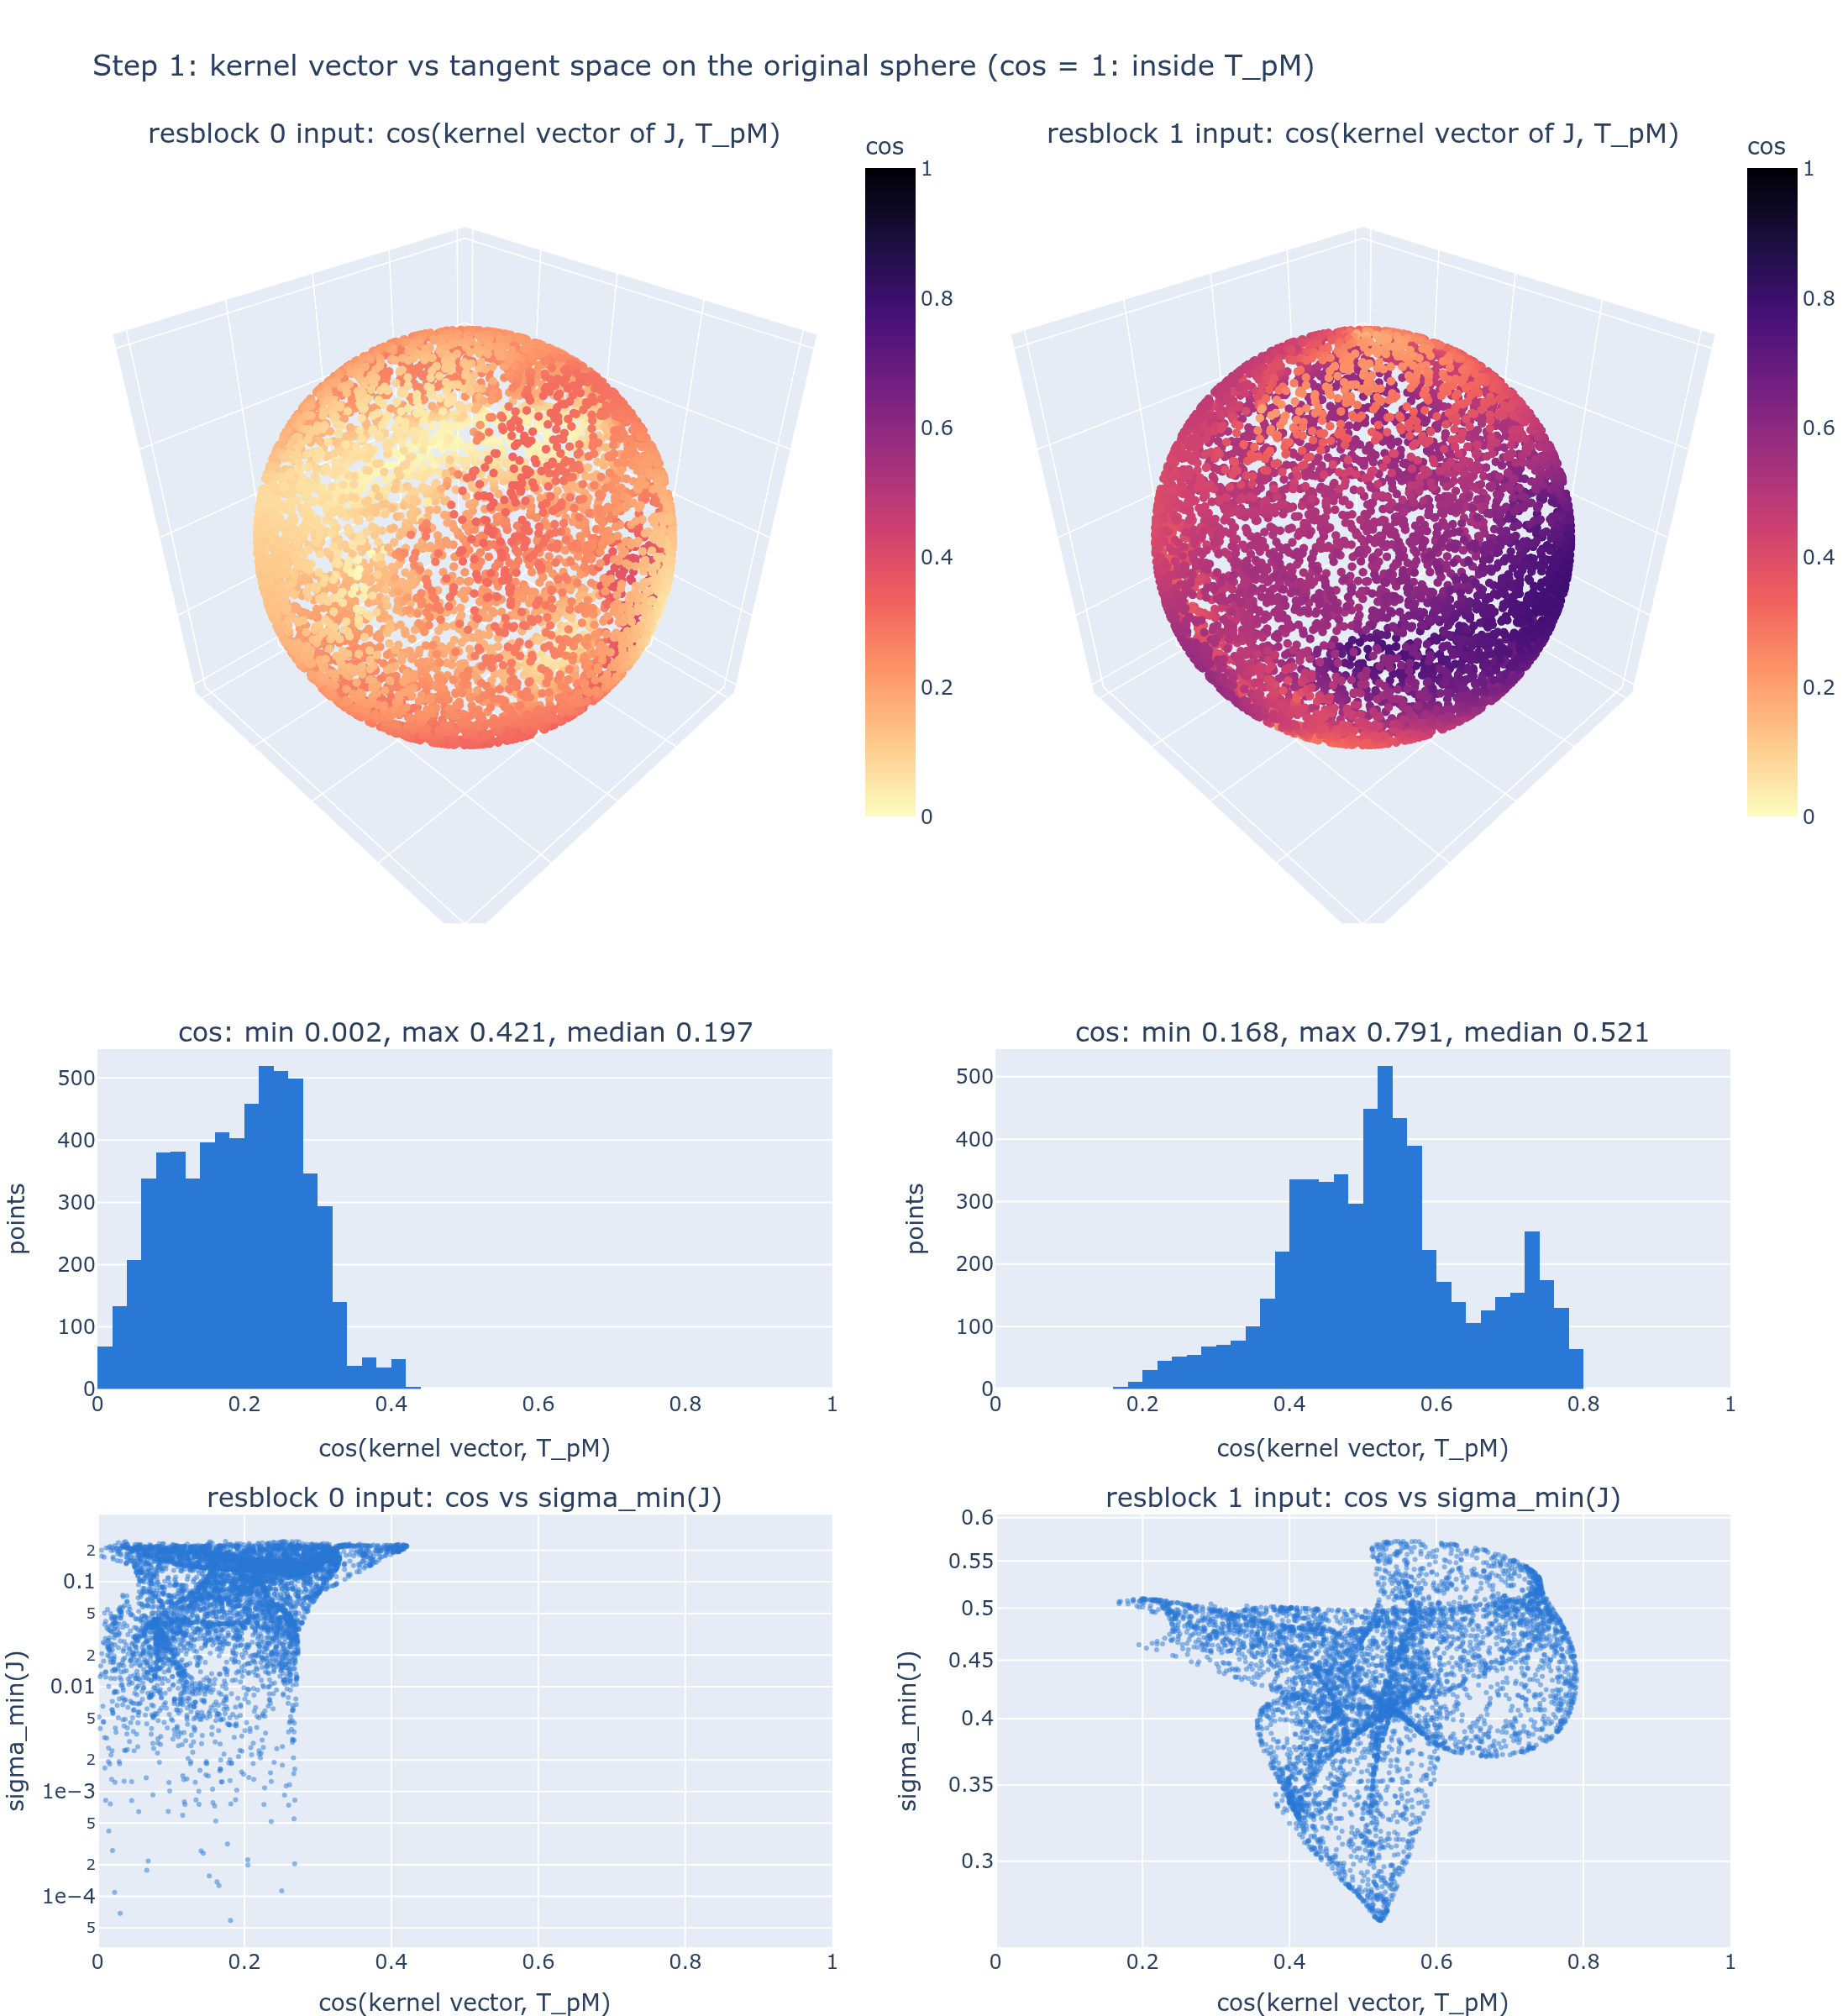 Step 1: kernel vector vs tangent space on the original sphere (cos = 1: inside T_pM)
resblock 0 input: cos(kernel vector of J, T_pM)
cos
1
0.8
0.6
0.4
0.2
0
resblock 1 input: cos(kernel vector of J, T_pM)
cos
1
0.8
0.6
0.4
0.2
0
cos: min 0.002, max 0.421, median 0.197
500
400
300
200
100
0
points
0 0.2 0.4 0.6 0.8 1
cos(kernel vector, T_pM)
cos: min 0.168, max 0.791, median 0.521
500
400
300
200
100
0
points
0 0.2 0.4 0.6 0.8 1
cos(kernel vector, T_pM)
resblock 0 input: cos vs sigma_min(J)
2
0.1
5
2
0.01
5
2
1e−3
5
2
1e−4
5
sigma_min(J)
0 0.2 0.4 0.6 0.8 1
cos(kernel vector, T_pM)
resblock 1 input: cos vs sigma_min(J)
0.6
0.55
0.5
0.45
0.4
0.35
0.3
sigma_min(J)
0 0.2 0.4 0.6 0.8 1
cos(kernel vector, T_pM)